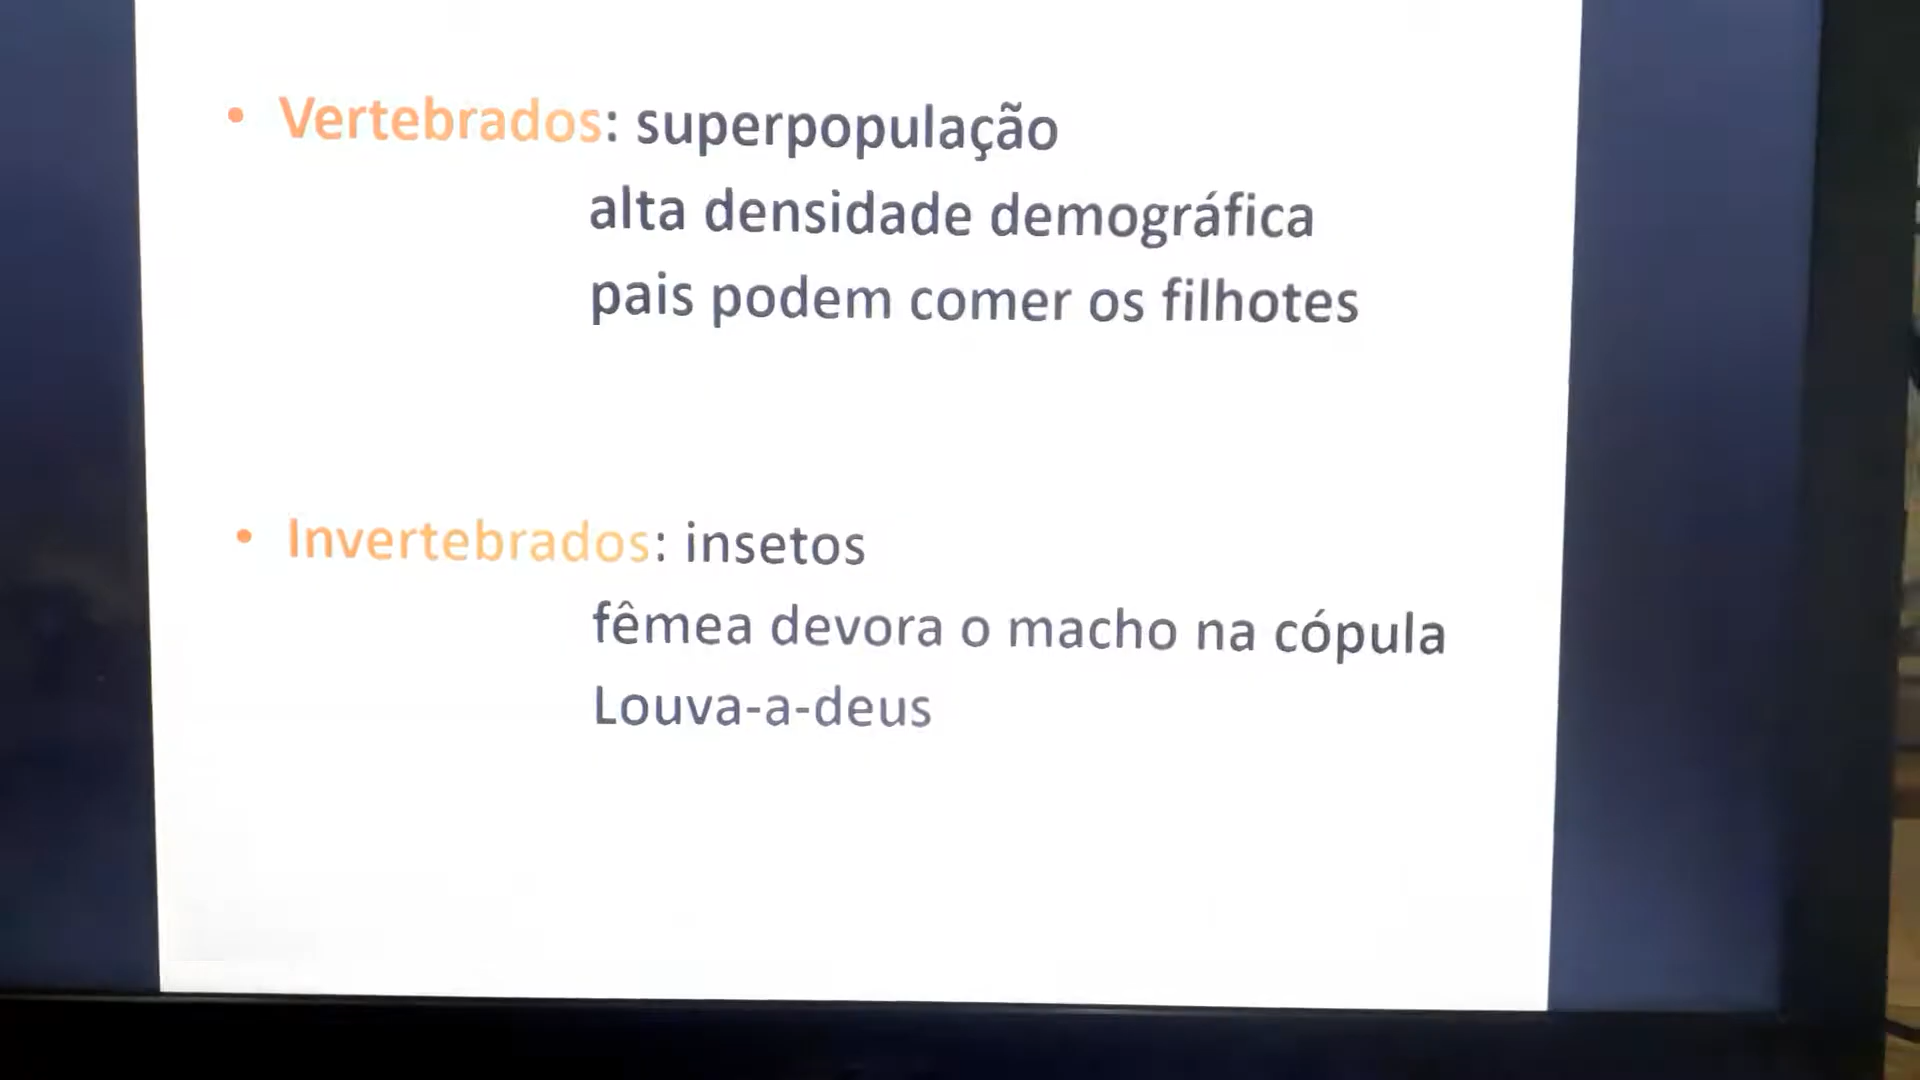 • Vertebrados: superpopulação
alta densidade demográfica
pais podem comer os filhotes
• Invertebrados: insetos
fêmea devora o macho na cópula
Louva-a-deus